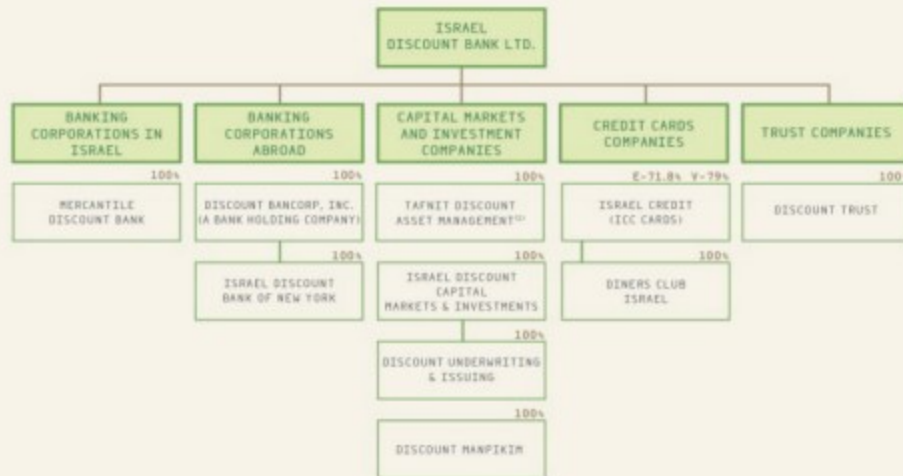 ISRAEL
DISCOUNT BANK LTD.
BANKING
CORPORATIONS IN
ISRAEL
BANKING
CORPORATIONS
ABROAD
CAPITAL MARKETS
AND INVESTMENT
COMPANIES
CREDIT CARDS
COMPANIES
TRUST COMPANIES
100%
MERCANTILE
DISCOUNT BANK
100%
DISCOUNT BANCORP, INC.
(A BANK HOLDING COMPANY)
100%
ISRAEL DISCOUNT
BANK OF NEW YORK
100%
TAFNIT DISCOUNT
ASSET MANAGEMENT
100%
ISRAEL DISCOUNT
CAPITAL
MARKETS & INVESTMENTS
100%
DISCOUNT UNDERWRITING
& ISSUING
100%
DISCOUNT MANPIKIM
E-71.8% V-79%
ISRAEL CREDIT
(ICC CARDS)
100%
DINERS CLUB
ISRAEL
100%
DISCOUNT TRUST